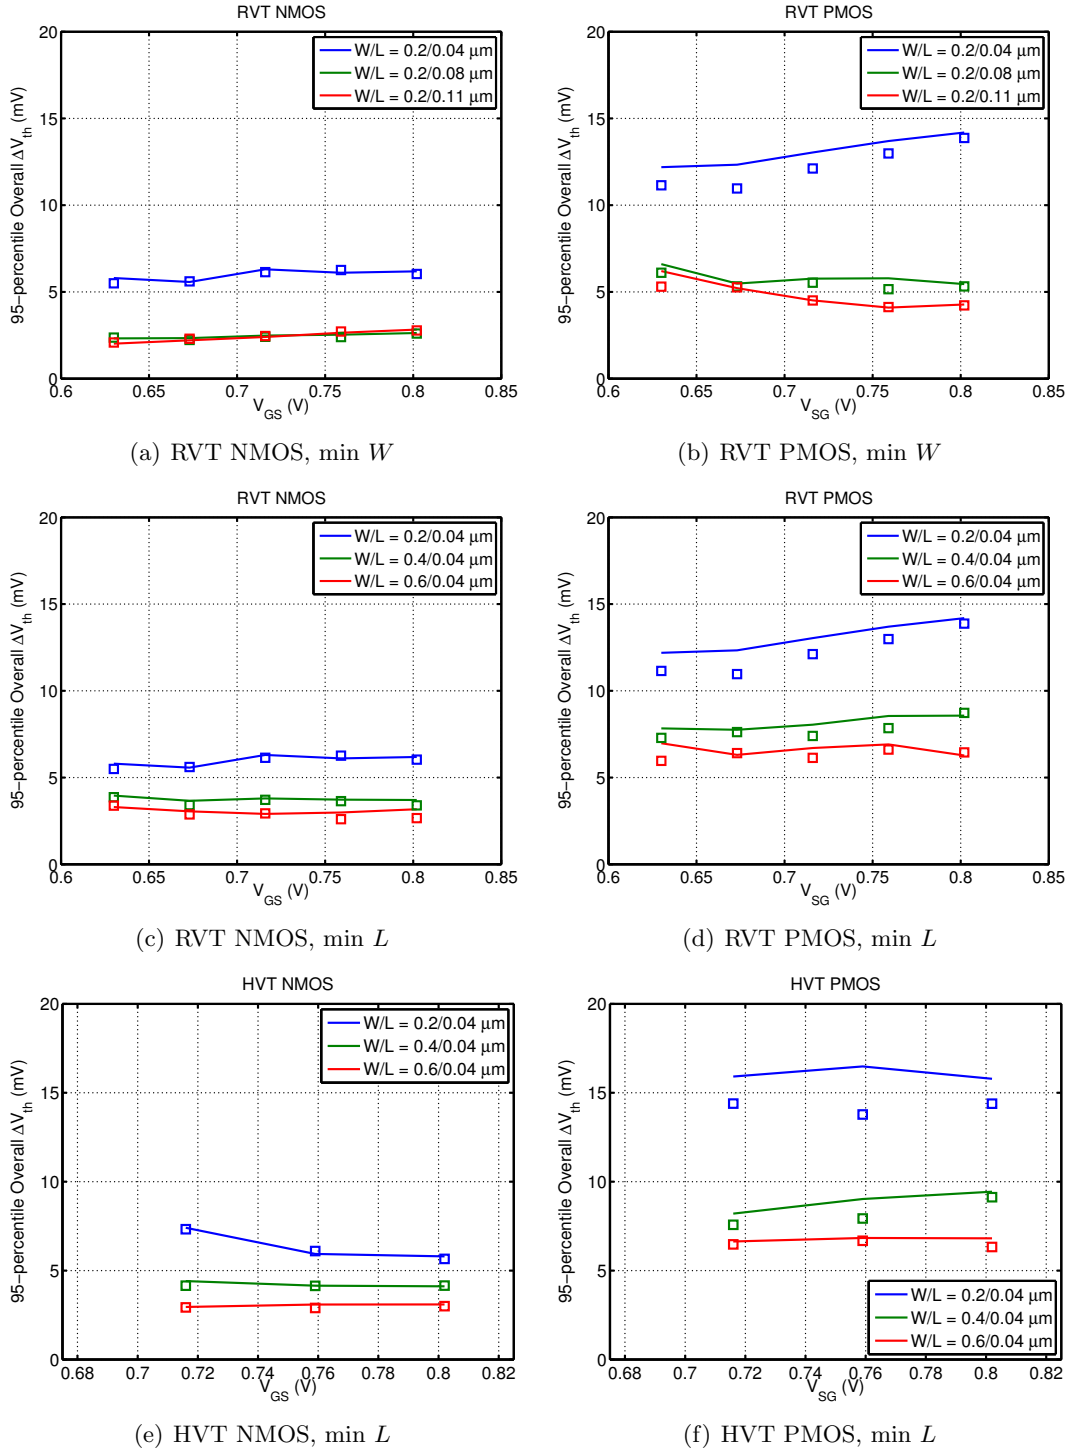 RVT NMOS
20
15
10
5
0
95−percentile Overall ΔV_th (mV)
W/L = 0.2/0.04 μm
W/L = 0.2/0.08 μm
W/L = 0.2/0.11 μm
0.6 0.65 0.7 0.75 0.8 0.85
V_GS (V)
(a) RVT NMOS, min W
RVT PMOS
20
15
10
5
0
95−percentile Overall ΔV_th (mV)
W/L = 0.2/0.04 μm
W/L = 0.2/0.08 μm
W/L = 0.2/0.11 μm
0.6 0.65 0.7 0.75 0.8 0.85
V_SG (V)
(b) RVT PMOS, min W
RVT NMOS
20
15
10
5
0
95−percentile Overall ΔV_th (mV)
W/L = 0.2/0.04 μm
W/L = 0.4/0.04 μm
W/L = 0.6/0.04 μm
0.6 0.65 0.7 0.75 0.8 0.85
V_GS (V)
(c) RVT NMOS, min L
RVT PMOS
20
15
10
5
0
95−percentile Overall ΔV_th (mV)
W/L = 0.2/0.04 μm
W/L = 0.4/0.04 μm
W/L = 0.6/0.04 μm
0.6 0.65 0.7 0.75 0.8 0.85
V_SG (V)
(d) RVT PMOS, min L
HVT NMOS
20
15
10
5
0
95−percentile Overall ΔV_th (mV)
W/L = 0.2/0.04 μm
W/L = 0.4/0.04 μm
W/L = 0.6/0.04 μm
0.68 0.7 0.72 0.74 0.76 0.78 0.8 0.82
V_GS (V)
(e) HVT NMOS, min L
HVT PMOS
20
15
10
5
0
95−percentile Overall ΔV_th (mV)
W/L = 0.2/0.04 μm
W/L = 0.4/0.04 μm
W/L = 0.6/0.04 μm
0.68 0.7 0.72 0.74 0.76 0.78 0.8 0.82
V_SG (V)
(f) HVT PMOS, min L